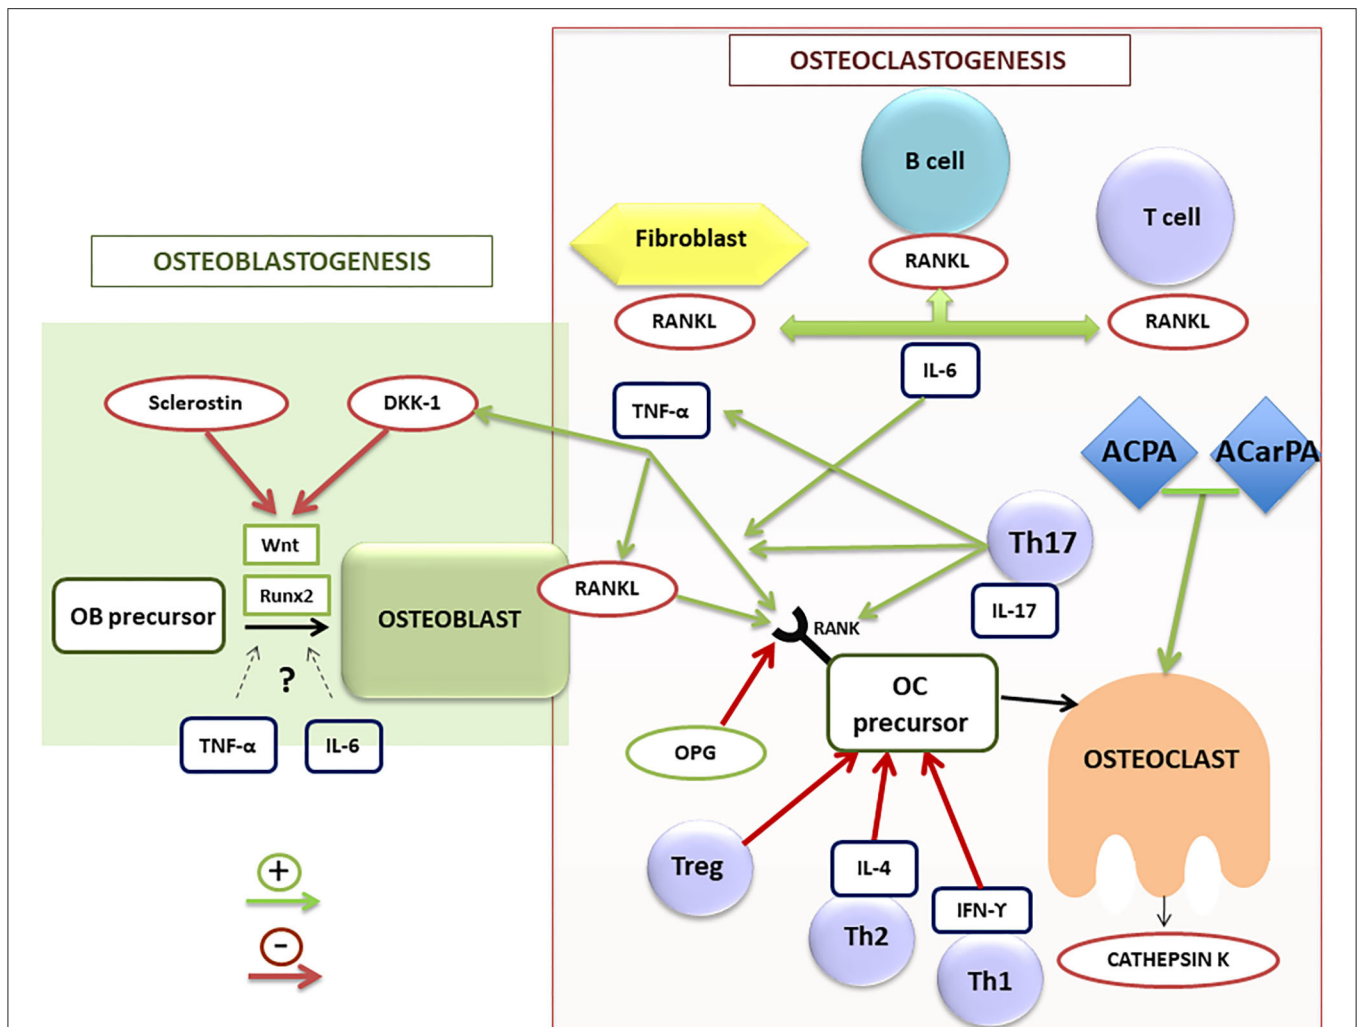 OSTEOCLASTOGENESIS
B cell
T cell
Fibroblast
RANKL
RANKL
RANKL
IL-6
TNF-α
ACPA
ACarPA
OSTEOBLASTOGENESIS
Sclerostin
DKK-1
Wnt
Runx2
OB precursor
OSTEOBLAST
RANKL
?
TNF-α
IL-6
Th17
IL-17
RANK
OC
precursor
OPG
OSTEOCLAST
Treg
IL-4
Th2
IFN-ϒ
Th1
CATHEPSIN K
+
-